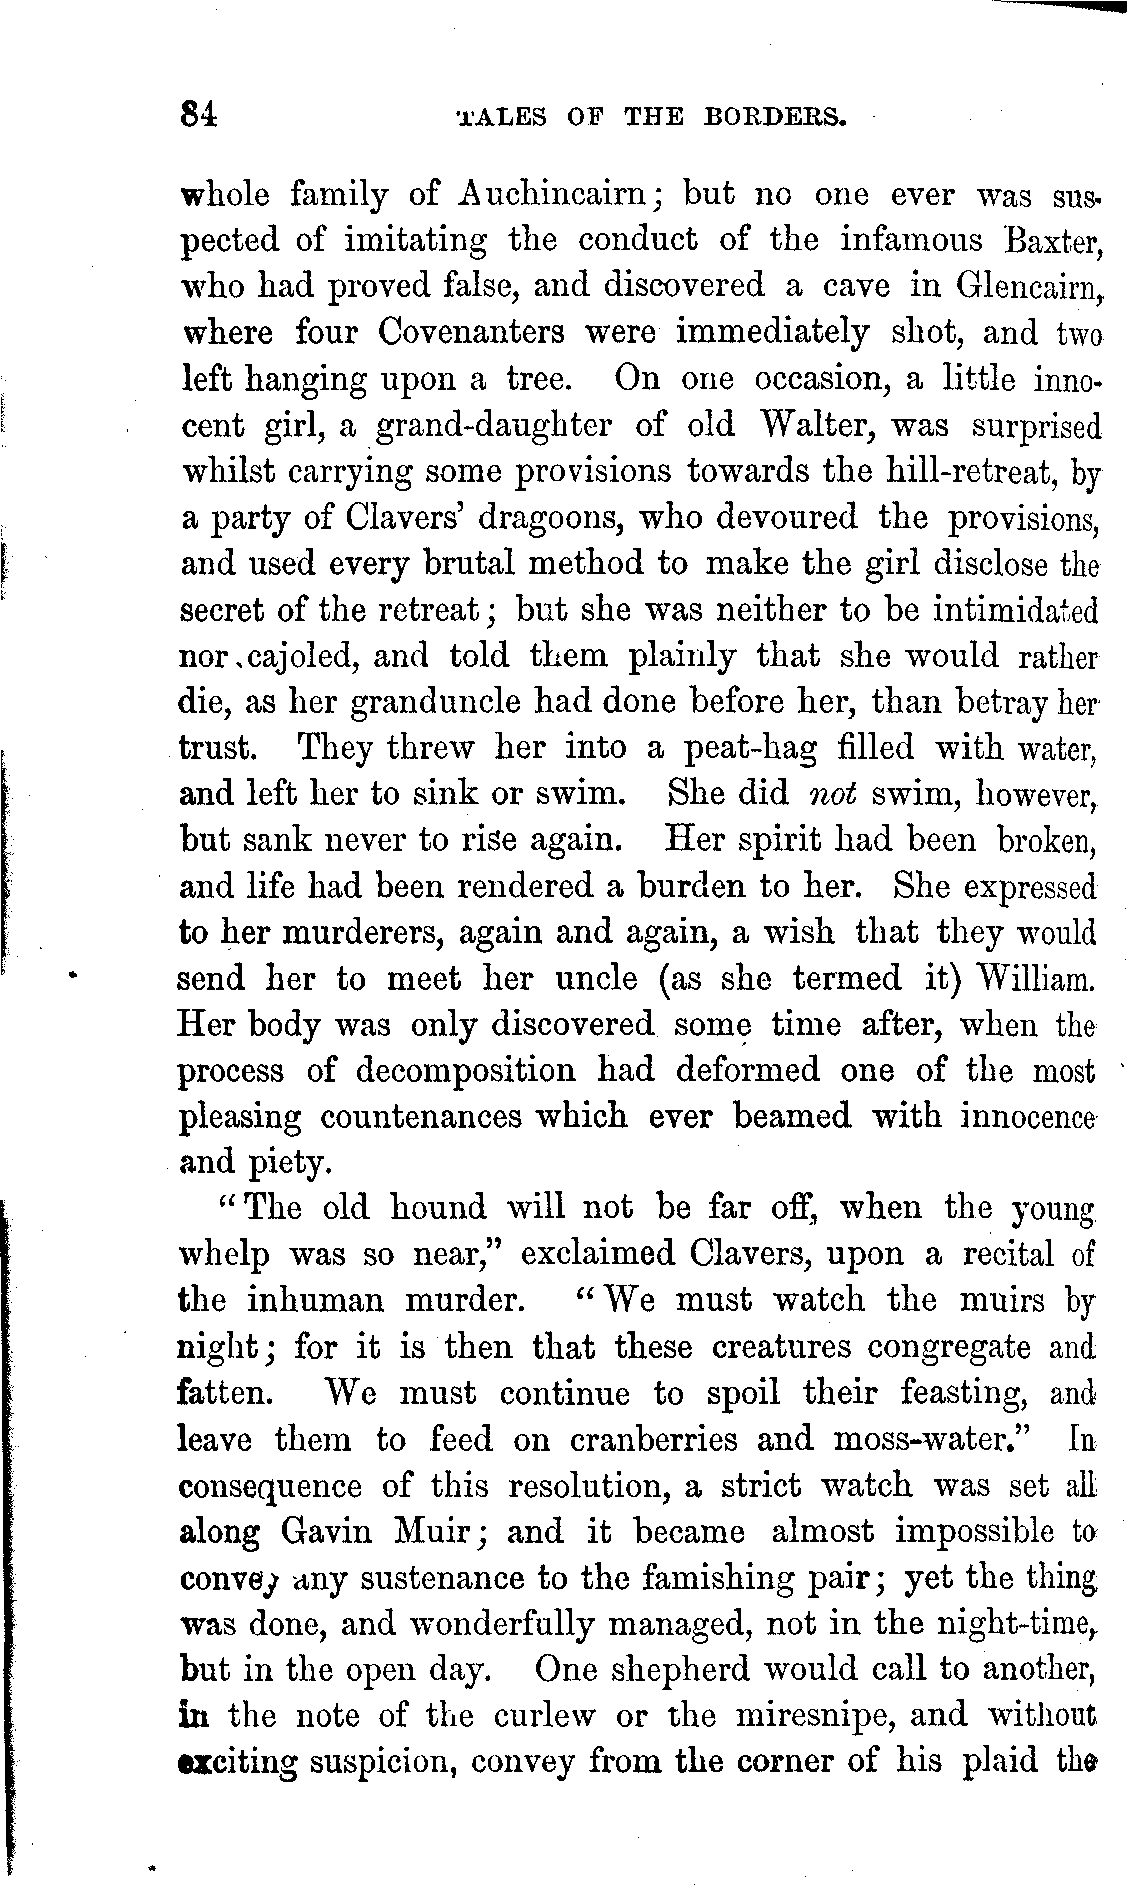 84 TALES OF THE BORDERS.
whole family of Auchincairn; but no one ever was sus-
pected of imitating the conduct of the infamous Baxter,
who had proved false, and discovered a cave in Glencairn,
where four Covenanters were immediately shot, and two
left hanging upon a tree. On one occasion, a little inno-
cent girl, a grand-daughter of old Walter, was surprised
whilst carrying some provisions towards the hill-retreat, by
a party of Clavers' dragoons, who devoured the provisions,
and used every brutal method to make the girl disclose the
secret of the retreat; but she was neither to be intimidated
nor cajoled, and told them plainly that she would rather
die, as her granduncle had done before her, than betray her
trust. They threw her into a peat-hag filled with water,
and left her to sink or swim. She did not swim, however,
but sank never to rise again. Her spirit had been broken,
and life had been rendered a burden to her. She expressed
to her murderers, again and again, a wish that they would
send her to meet her uncle (as she termed it) William.
Her body was only discovered some time after, when the
process of decomposition had deformed one of the most
pleasing countenances which ever beamed with innocence
and piety.
"The old hound will not be far off, when the young
whelp was so near," exclaimed Clavers, upon a recital of
the inhuman murder. "We must watch the muirs by
night; for it is then that these creatures congregate and
fatten. We must continue to spoil their feasting, and
leave them to feed on cranberries and moss-water." In
consequence of this resolution, a strict watch was set all
along Gavin Muir; and it became almost impossible to
convey any sustenance to the famishing pair; yet the thing
was done, and wonderfully managed, not in the night-time,
but in the open day. One shepherd would call to another,
in the note of the curlew or the miresnipe, and without
exciting suspicion, convey from the corner of his plaid the